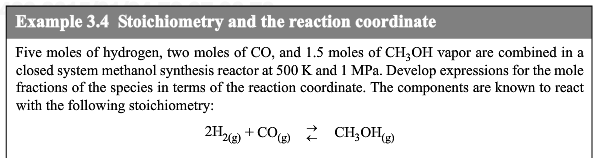 Example 3.4 Stoichiometry and the reaction coordinate
Five moles of hydrogen, two moles of CO, and 1.5 moles of CH₃OH vapor are combined in a
closed system methanol synthesis reactor at 500 K and 1 MPa. Develop expressions for the mole
fractions of the species in terms of the reaction coordinate. The components are known to react
with the following stoichiometry:
2H₂(g) + CO(g) ⇄ CH₃OH(g)